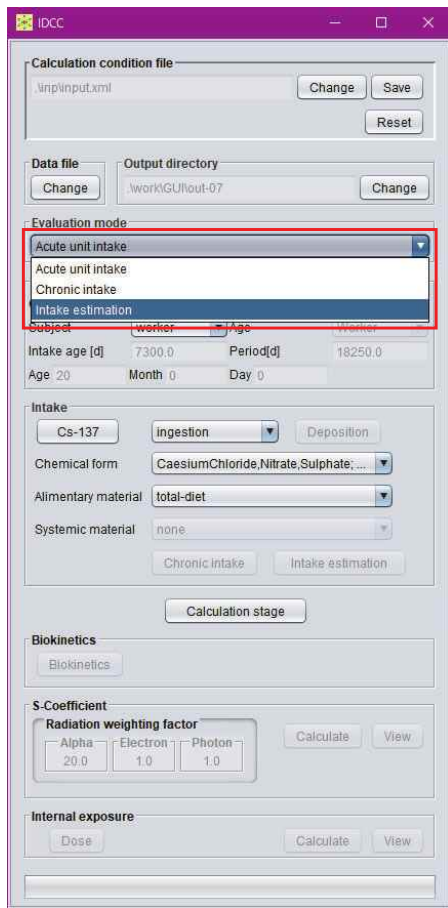 IDCC
Calculation condition file
.\inp\input.xml
Change
Save
Reset
Data file
Output directory
Change
.\work\GUI\out-07
Change
Evaluation mode
Acute unit intake
Acute unit intake
Chronic intake
Intake estimation
Subject
worker
Age
Worker
Intake age [d]
7300.0
Period[d]
18250.0
Age 20
Month 0
Day 0
Intake
Cs-137
ingestion
Deposition
Chemical form
CaesiumChloride,Nitrate,Sulphate; ...
Alimentary material
total-diet
Systemic material
none
Chronic intake
Intake estimation
Calculation stage
Biokinetics
Biokinetics
S-Coefficient
Radiation weighting factor
Alpha
Electron
Photon
20.0
1.0
1.0
Calculate
View
Internal exposure
Dose
Calculate
View